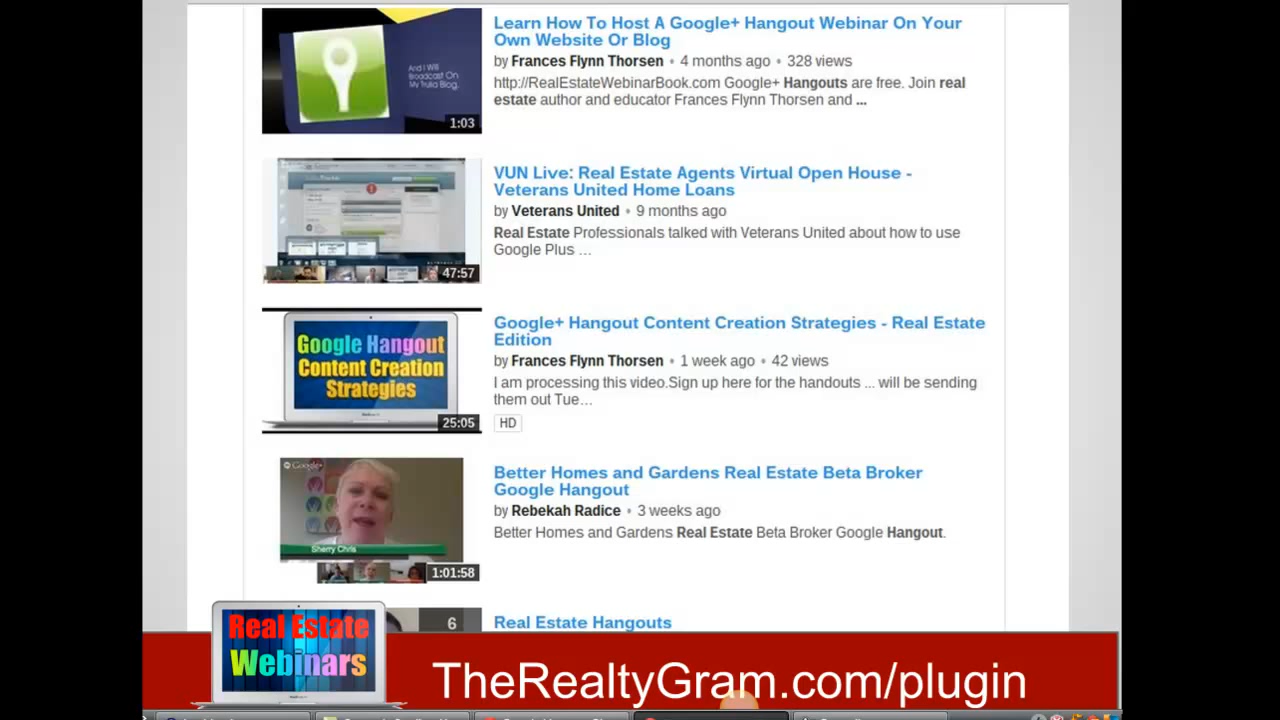 Learn How To Host A Google+ Hangout Webinar On Your
Own Website Or Blog
by Frances Flynn Thorsen • 4 months ago • 328 views
http://RealEstateWebinarBook.com Google+ Hangouts are free. Join real
estate author and educator Frances Flynn Thorsen and ...
And I Will
Broadcast On
My Trulia Blog.
1:03
VUN Live: Real Estate Agents Virtual Open House -
Veterans United Home Loans
by Veterans United • 9 months ago
Real Estate Professionals talked with Veterans United about how to use
Google Plus ...
47:57
Google+ Hangout Content Creation Strategies - Real Estate
Edition
by Frances Flynn Thorsen • 1 week ago • 42 views
I am processing this video.Sign up here for the handouts ... will be sending
them out Tue...
HD
Google Hangout
Content Creation
Strategies
25:05
Better Homes and Gardens Real Estate Beta Broker
Google Hangout
by Rebekah Radice • 3 weeks ago
Better Homes and Gardens Real Estate Beta Broker Google Hangout.
Google+
Sherry Chris
1:01:58
Real Estate Hangouts
6
Real Estate
Webinars
TheRealtyGram.com/plugin